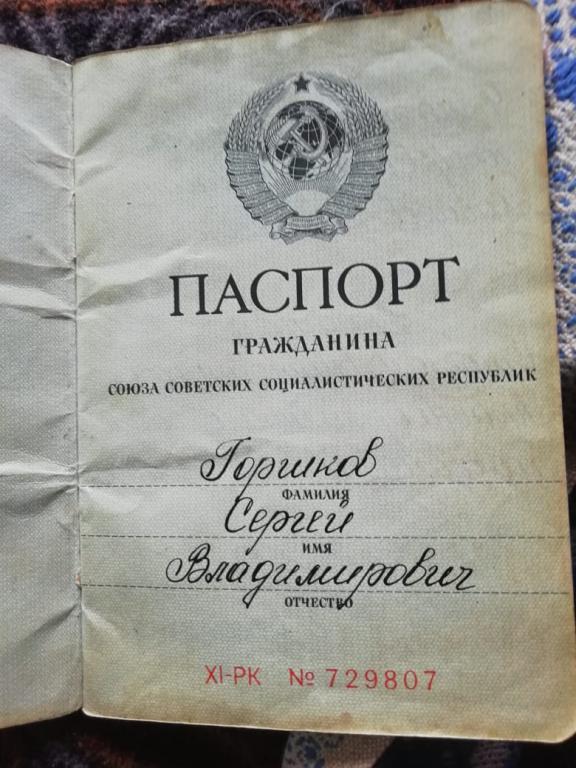 ПАСПОРТ
ГРАЖДАНИНА
СОЮЗА СОВЕТСКИХ СОЦИАЛИСТИЧЕСКИХ РЕСПУБЛИК
Горшков
ФАМИЛИЯ
Сергей
ИМЯ
Владимирович
ОТЧЕСТВО
XI-РК № 729807